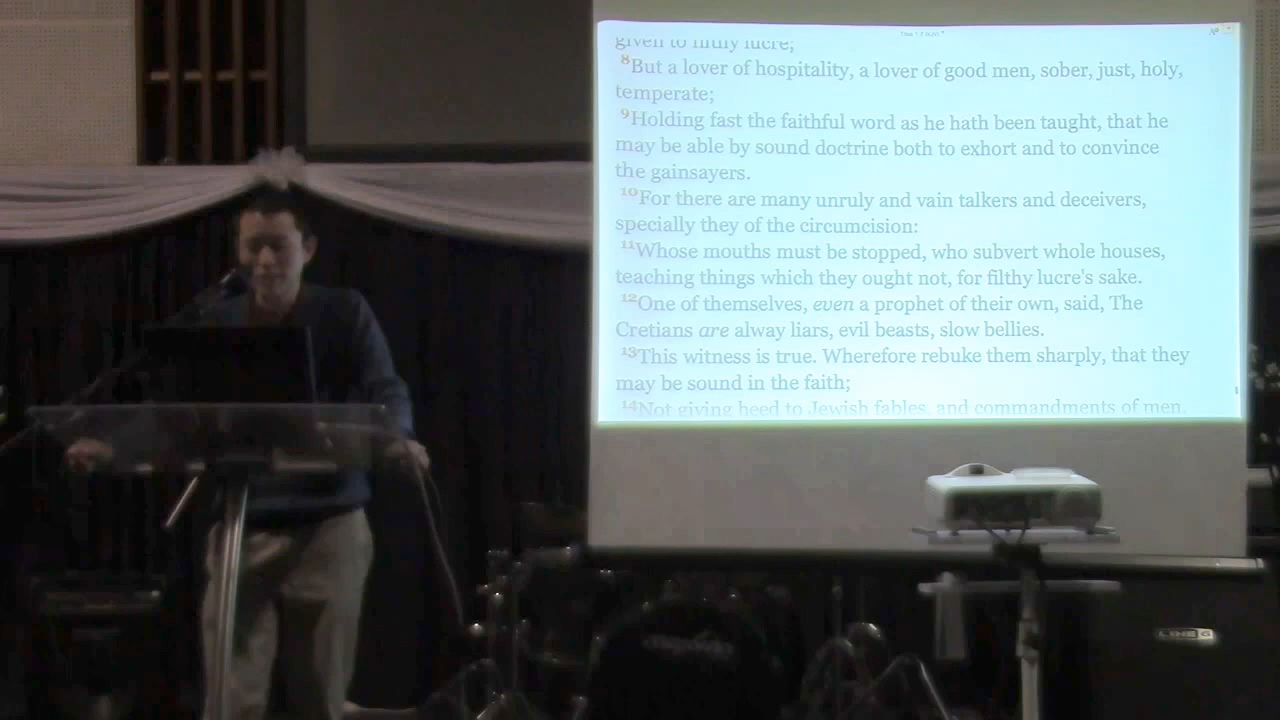 given to filthy lucre;
8But a lover of hospitality, a lover of good men, sober, just, holy,
temperate;
9Holding fast the faithful word as he hath been taught, that he
may be able by sound doctrine both to exhort and to convince
the gainsayers.
10For there are many unruly and vain talkers and deceivers,
specially they of the circumcision:
11Whose mouths must be stopped, who subvert whole houses,
teaching things which they ought not, for filthy lucre's sake.
12One of themselves, even a prophet of their own, said, The
Cretians are alway liars, evil beasts, slow bellies.
13This witness is true. Wherefore rebuke them sharply, that they
may be sound in the faith;
14Not giving heed to Jewish fables, and commandments of men,
LINE 6